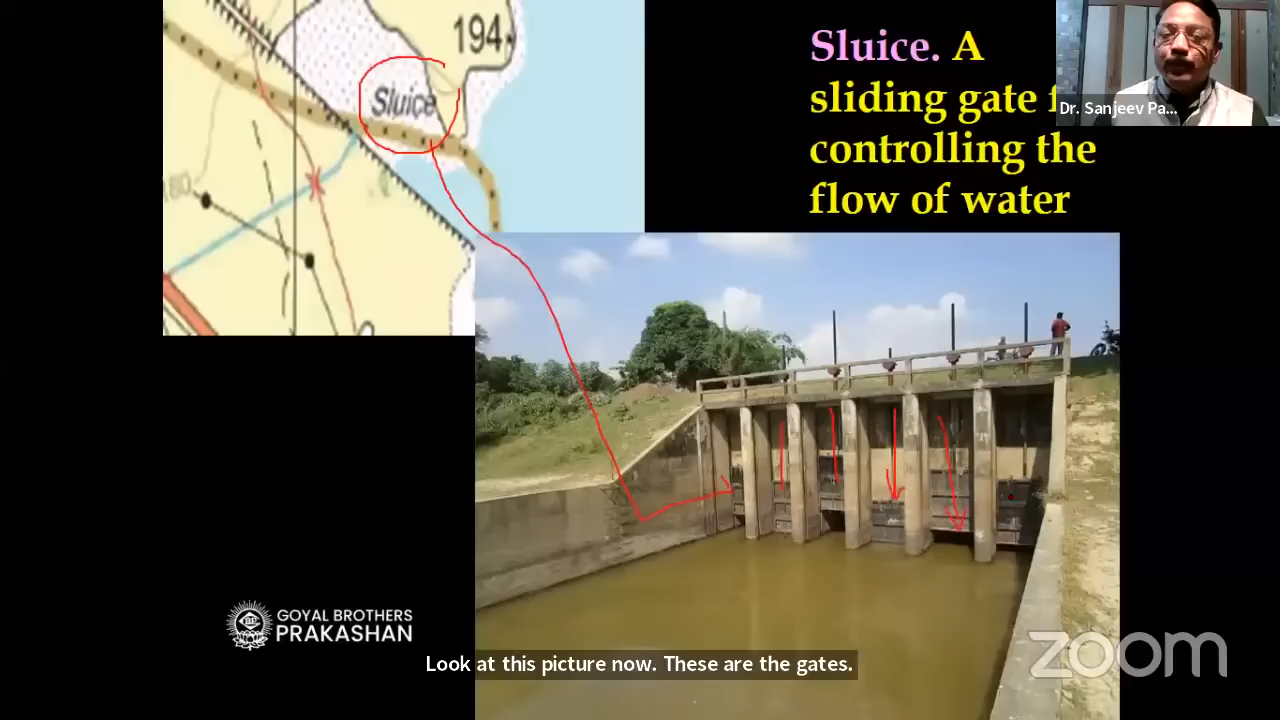 194
Sluice
180
Sluice. A
sliding gate f
controlling the
flow of water
Dr. Sanjeev Pa...
GOYAL BROTHERS
PRAKASHAN
Look at this picture now. These are the gates.
zoom